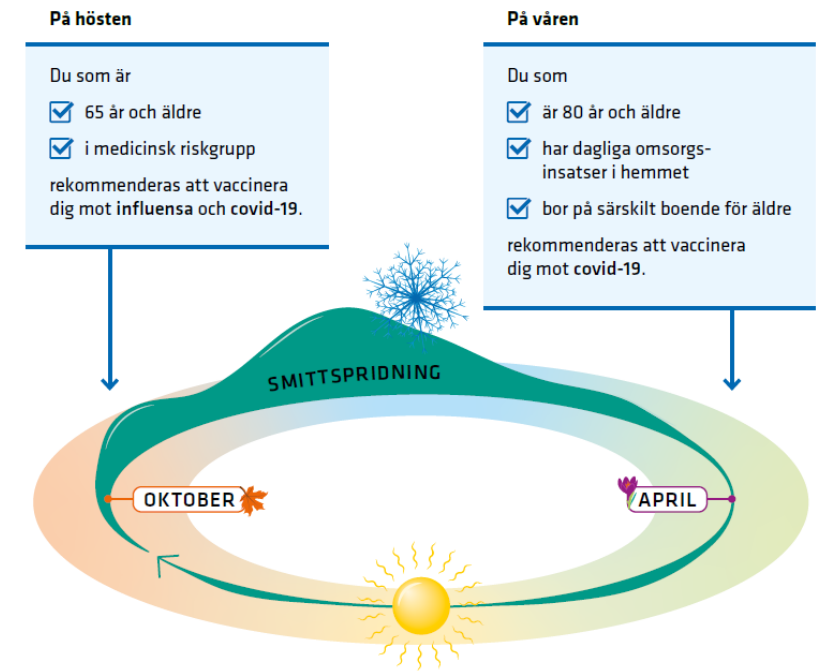 På hösten
Du som är
65 år och äldre
i medicinsk riskgrupp
rekommenderas att vaccinera
dig mot influensa och covid-19.
På våren
Du som
är 80 år och äldre
har dagliga omsorgs-
insatser i hemmet
bor på särskilt boende för äldre
rekommenderas att vaccinera
dig mot covid-19.
SMITTSPRIDNING
OKTOBER
APRIL